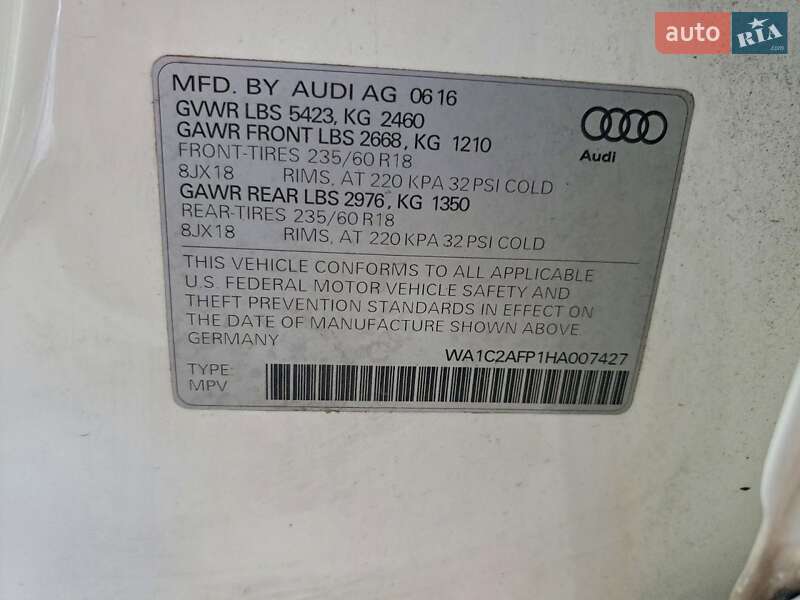 auto RIA .com
MFD. BY AUDI AG 06 16
GVWR LBS 5423, KG 2460
GAWR FRONT LBS 2668, KG 1210
FRONT-TIRES 235/60 R18
8JX18 RIMS, AT 220 KPA 32 PSI COLD
GAWR REAR LBS 2976, KG 1350
REAR-TIRES 235/60 R18
8JX18 RIMS, AT 220 KPA 32 PSI COLD
Audi
THIS VEHICLE CONFORMS TO ALL APPLICABLE
U.S. FEDERAL MOTOR VEHICLE SAFETY AND
THEFT PREVENTION STANDARDS IN EFFECT ON
THE DATE OF MANUFACTURE SHOWN ABOVE.
GERMANY
WA1C2AFP1HA007427
TYPE:
MPV